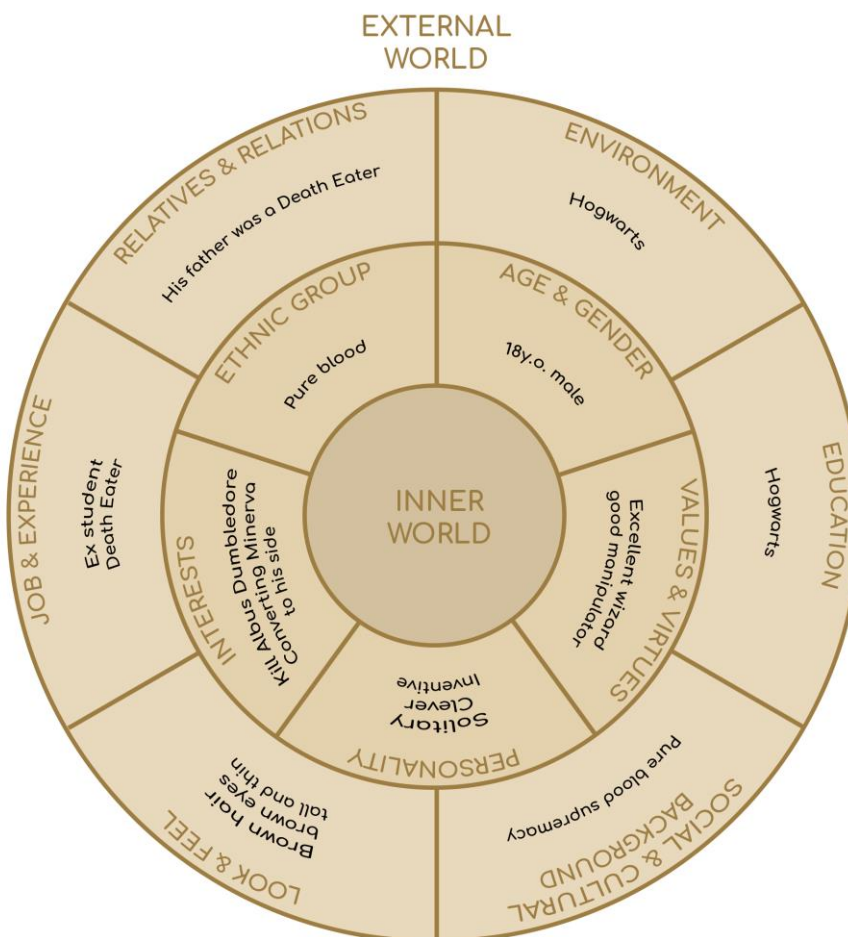 EXTERNAL
WORLD
RELATIVES & RELATIONS
His father was a Death Eater
ENVIRONMENT
Hogwarts
EDUCATION
Hogwarts
SOCIAL & CULTURAL
BACKGROUND
Pure blood supremacy
LOOK & FEEL
Brown hair
brown eyes
tall and thin
JOB & EXPERIENCE
Ex student
Death Eater
ETHNIC GROUP
Pure blood
AGE & GENDER
18y.o. male
VALUES & VIRTUES
Excellent wizard
good manipulator
PERSONALITY
Solitary
Clever
Inventive
INTERESTS
Kill Albus Dumbledore
Converting Minerva
to his side
INNER
WORLD